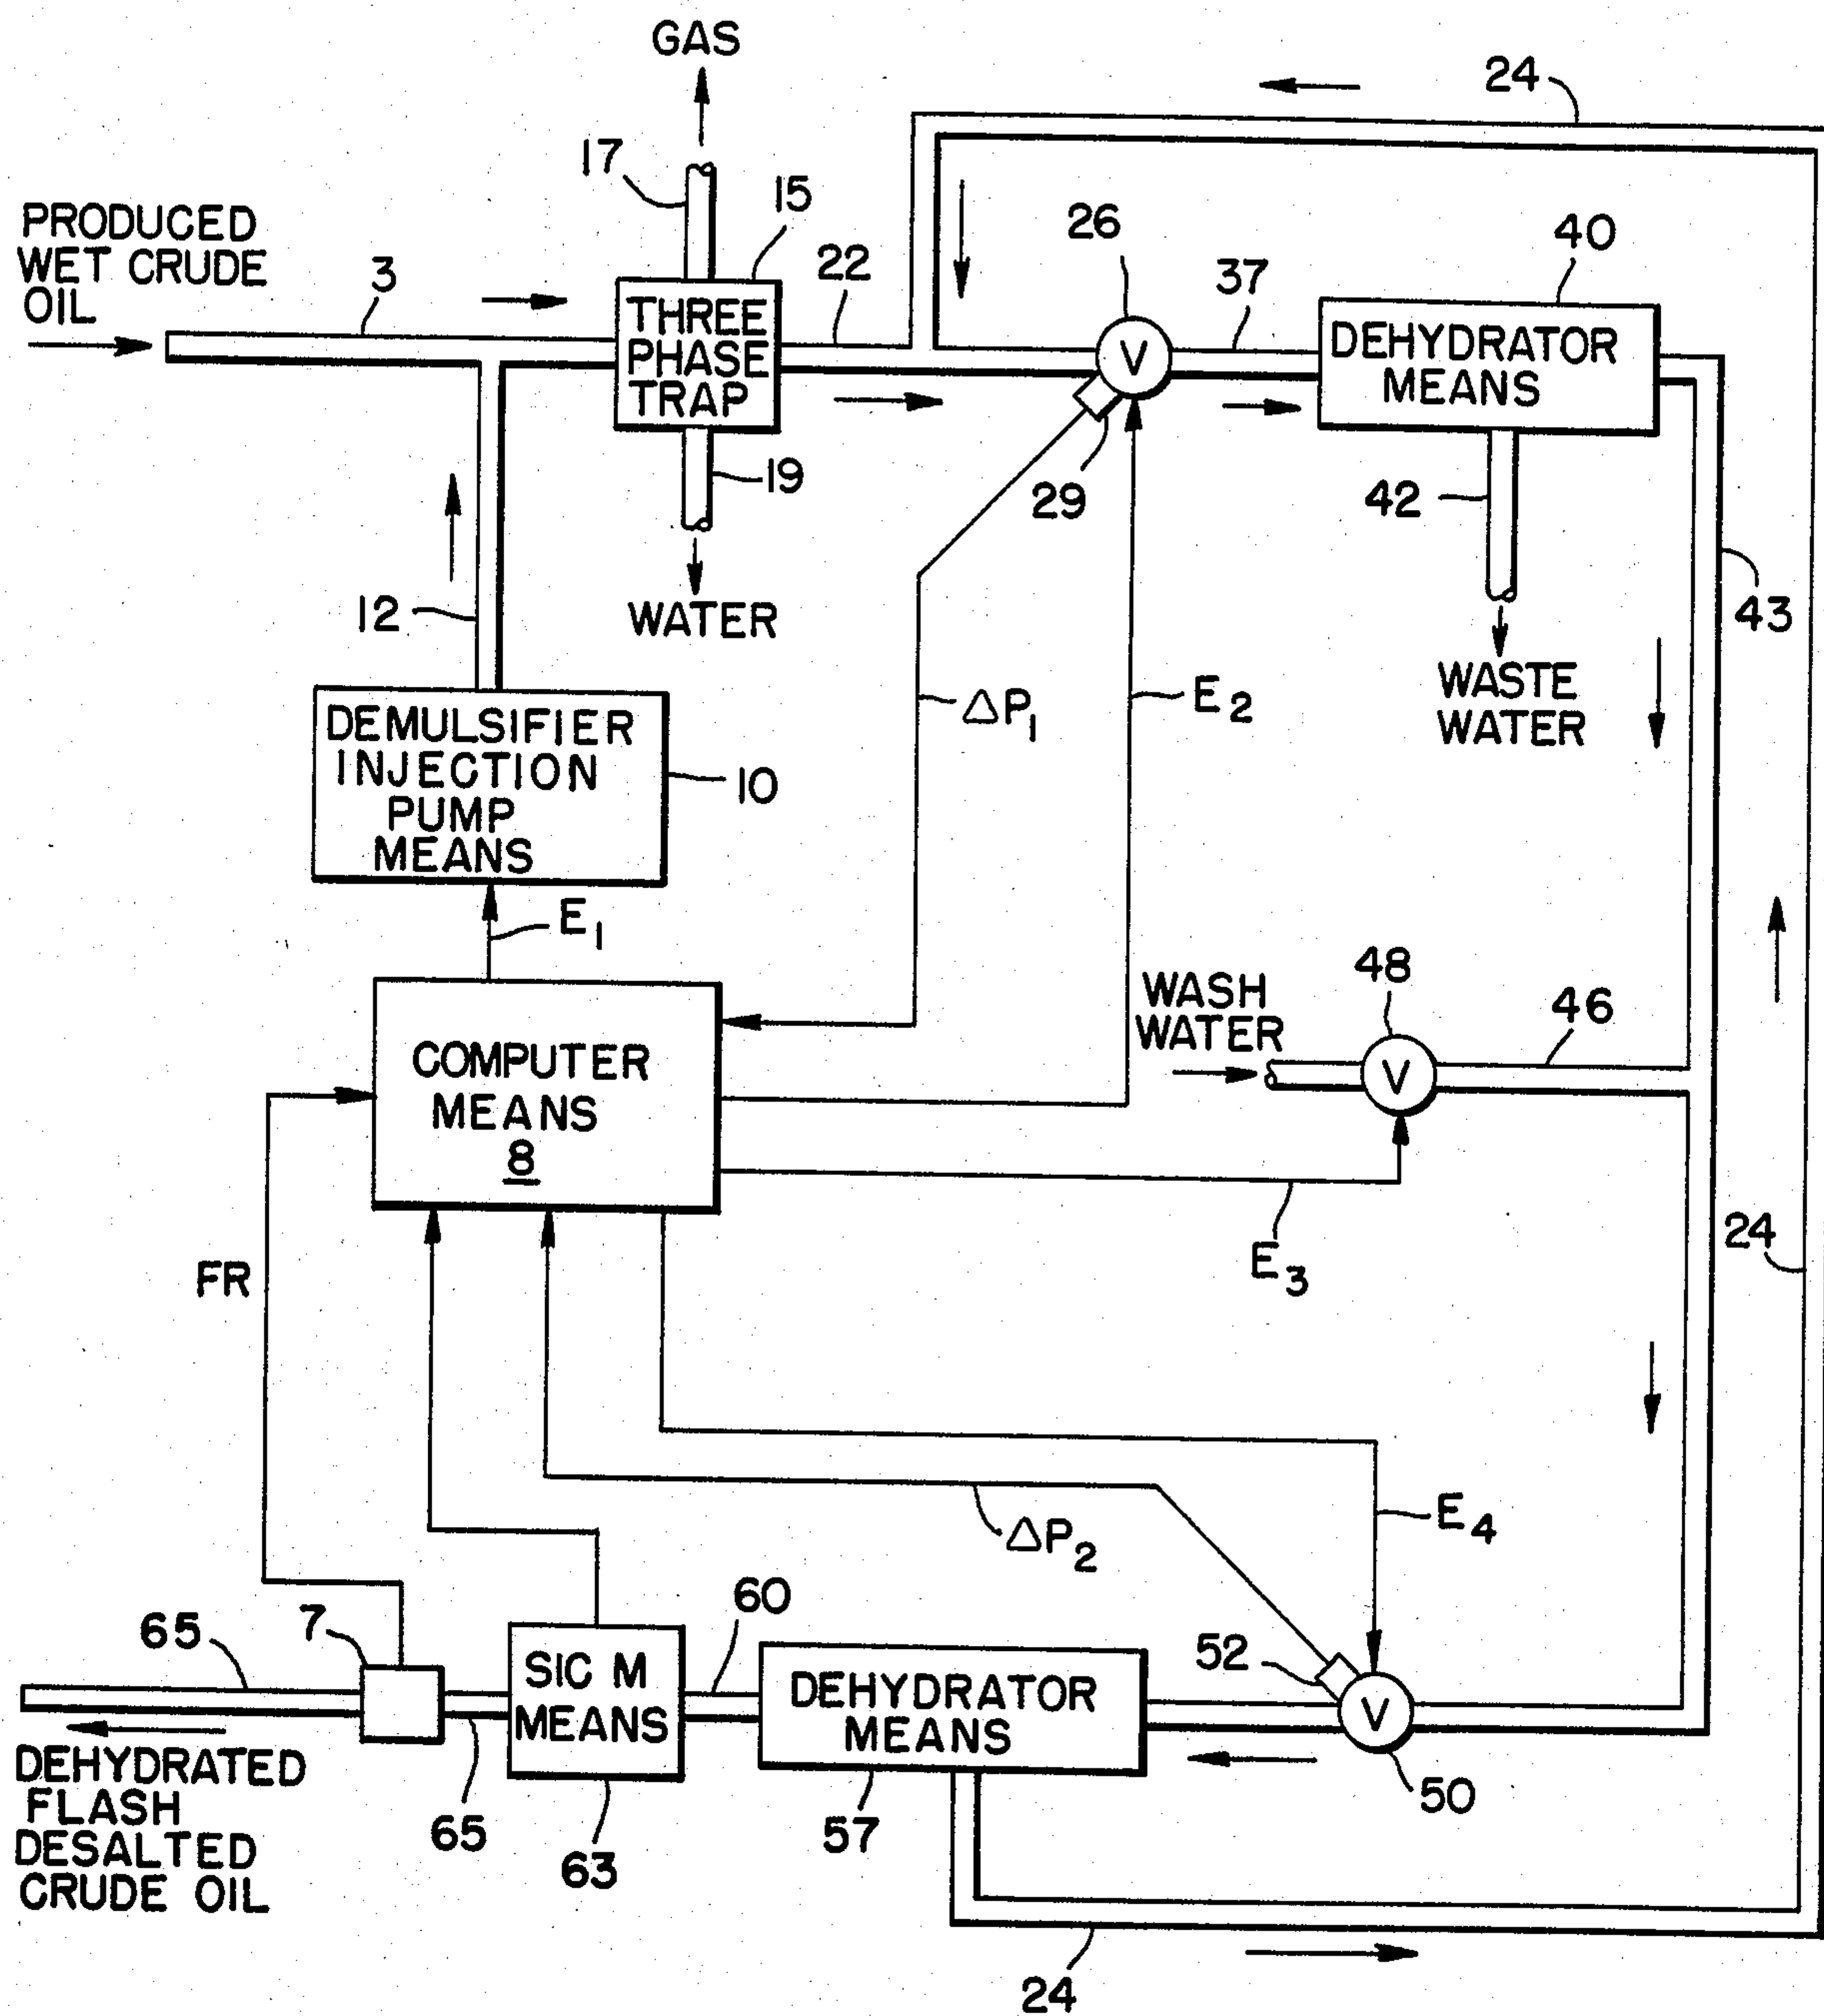 GAS
24
17
15
PRODUCED
WET CRUDE
OIL
3
22
26
37
40
THREE
PHASE
TRAP
V
DEHYDRATOR
MEANS
19
29
42
43
12
WATER
WASTE
WATER
ΔP₁
E₂
DEMULSIFIER
INJECTION
PUMP
MEANS
10
E₁
WASH
WATER
48
46
V
COMPUTER
MEANS
8
FR
E₃
24
E₄
ΔP₂
60
65
7
52
SIC M
MEANS
DEHYDRATOR
MEANS
V
50
DEHYDRATED
FLASH
DESALTED
CRUDE OIL
65
63
57
24